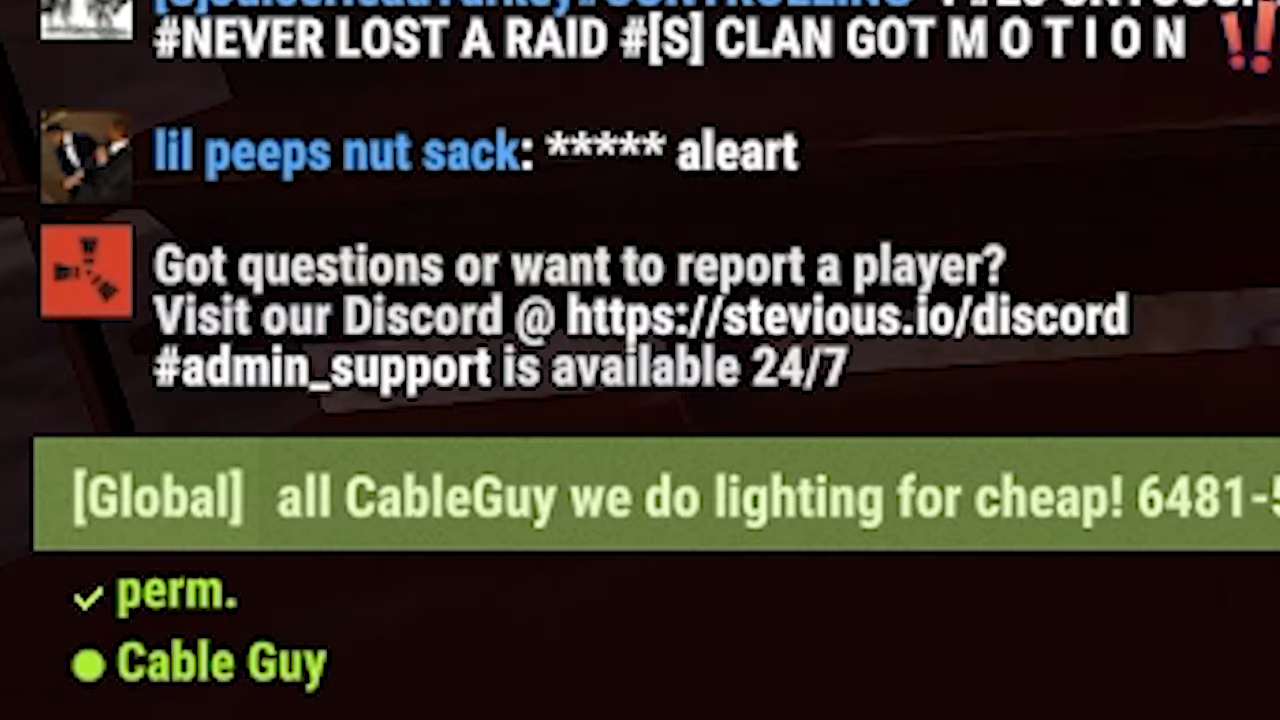 #NEVER LOST A RAID #[S] CLAN GOT M O T I O N ‼
lil peeps nut sack: ***** aleart
Got questions or want to report a player?
Visit our Discord @ https://stevious.io/discord
#admin_support is available 24/7
[Global] all CableGuy we do lighting for cheap! 6481-5
perm.
Cable Guy